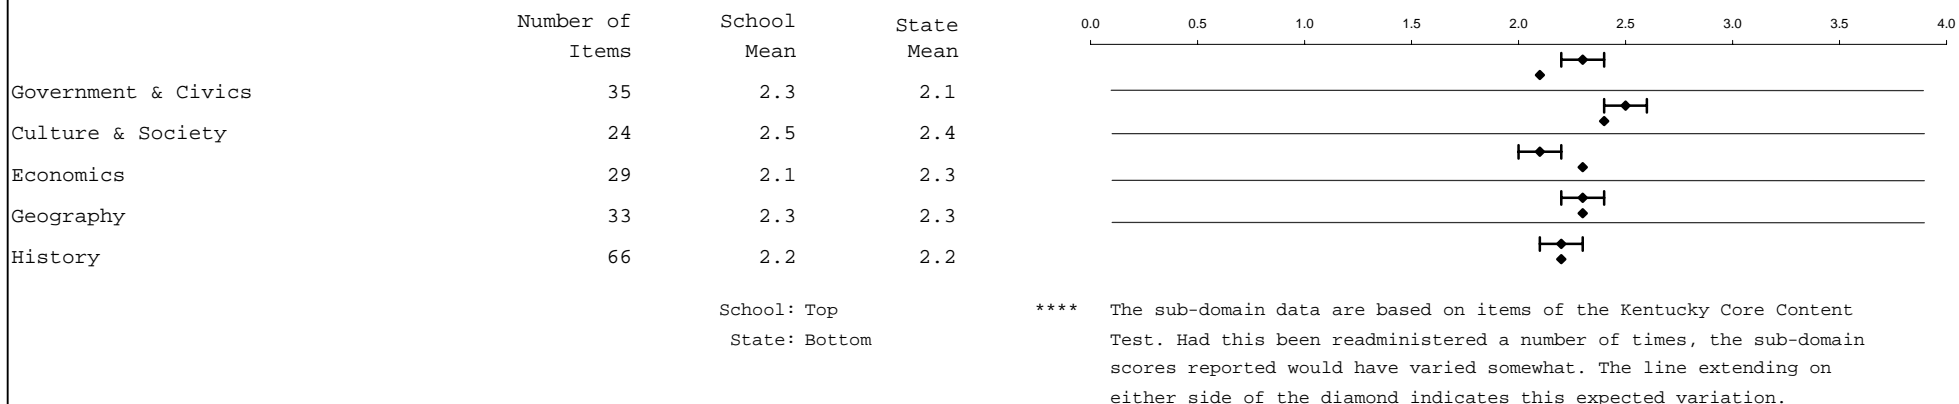 Number of School State 0.0 0.5 1.0 1.5 2.0 2.5 3.0 3.5 4.0
Items Mean Mean
Government & Civics 35 2.3 2.1
Culture & Society 24 2.5 2.4
Economics 29 2.1 2.3
Geography 33 2.3 2.3
History 66 2.2 2.2
School: Top **** The sub-domain data are based on items of the Kentucky Core Content
State: Bottom Test. Had this been readministered a number of times, the sub-domain
scores reported would have varied somewhat. The line extending on
either side of the diamond indicates this expected variation.